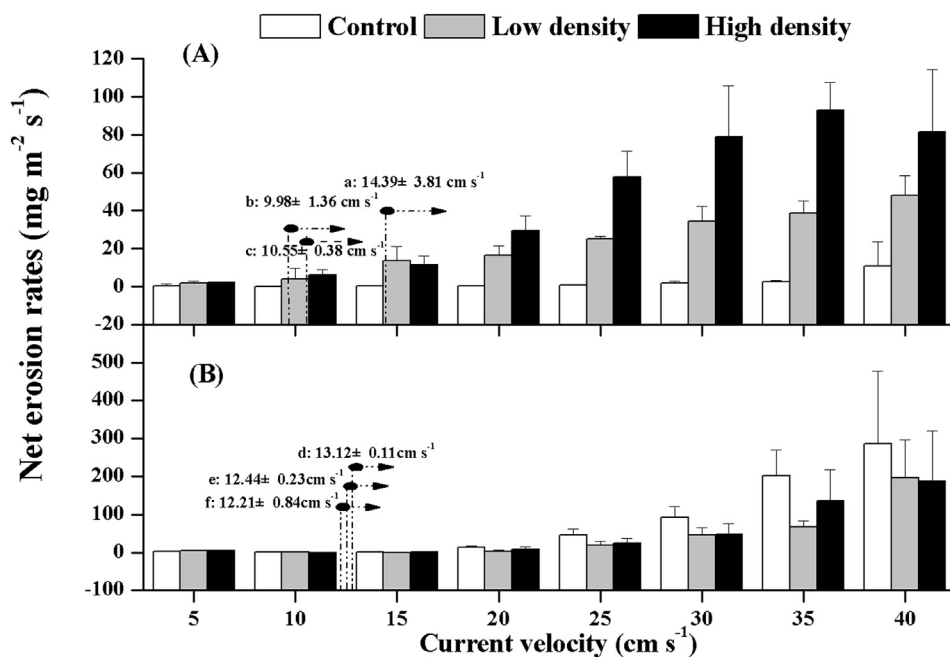 Control Low density High density
(A)
120
100
80
60
40
20
0
-20
a: 14.39± 3.81 cm s⁻¹
b: 9.98± 1.36 cm s⁻¹
c: 10.55± 0.38 cm s⁻¹
Net erosion rates (mg m⁻² s⁻¹)
(B)
500
400
300
200
100
0
-100
d: 13.12± 0.11cm s⁻¹
e: 12.44± 0.23cm s⁻¹
f: 12.21± 0.84cm s⁻¹
5 10 15 20 25 30 35 40
Current velocity (cm s⁻¹)